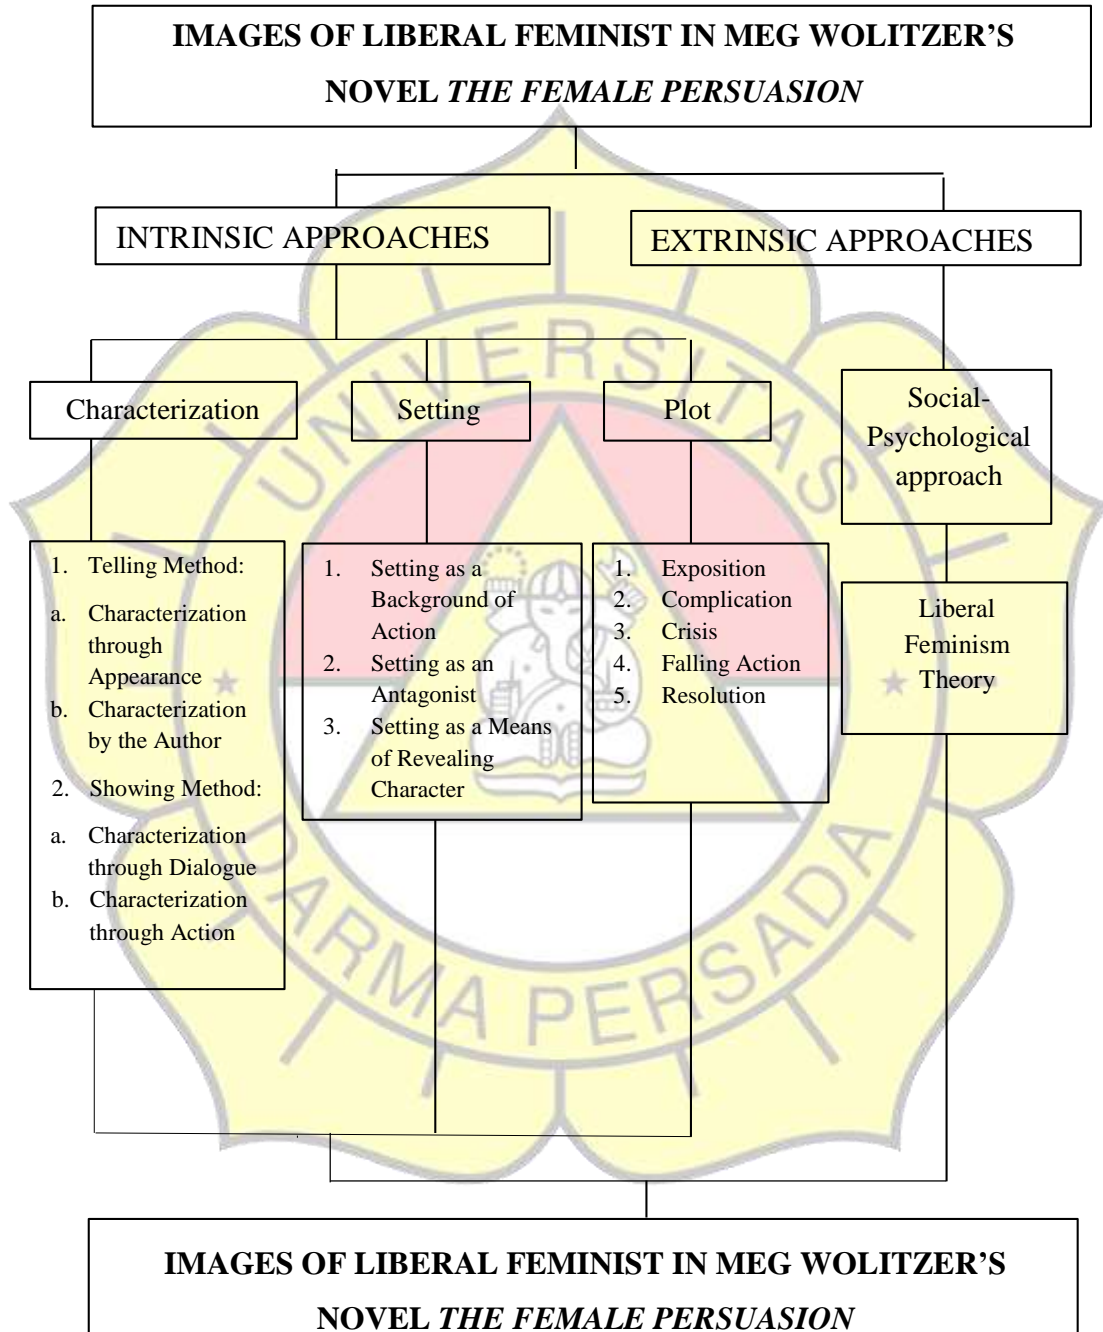 IMAGES OF LIBERAL FEMINIST IN MEG WOLITZER’S
NOVEL THE FEMALE PERSUASION
INTRINSIC APPROACHES
EXTRINSIC APPROACHES
Characterization
Setting
Plot
Social-
Psychological
approach
1. Telling Method:
a. Characterization
through
Appearance
b. Characterization
by the Author
2. Showing Method:
a. Characterization
through Dialogue
b. Characterization
through Action
1. Setting as a
Background of
Action
2. Setting as an
Antagonist
3. Setting as a Means
of Revealing
Character
1. Exposition
2. Complication
3. Crisis
4. Falling Action
5. Resolution
Liberal
Feminism
Theory
UNIVERSITAS
DARMA PERSADA
IMAGES OF LIBERAL FEMINIST IN MEG WOLITZER’S
NOVEL THE FEMALE PERSUASION